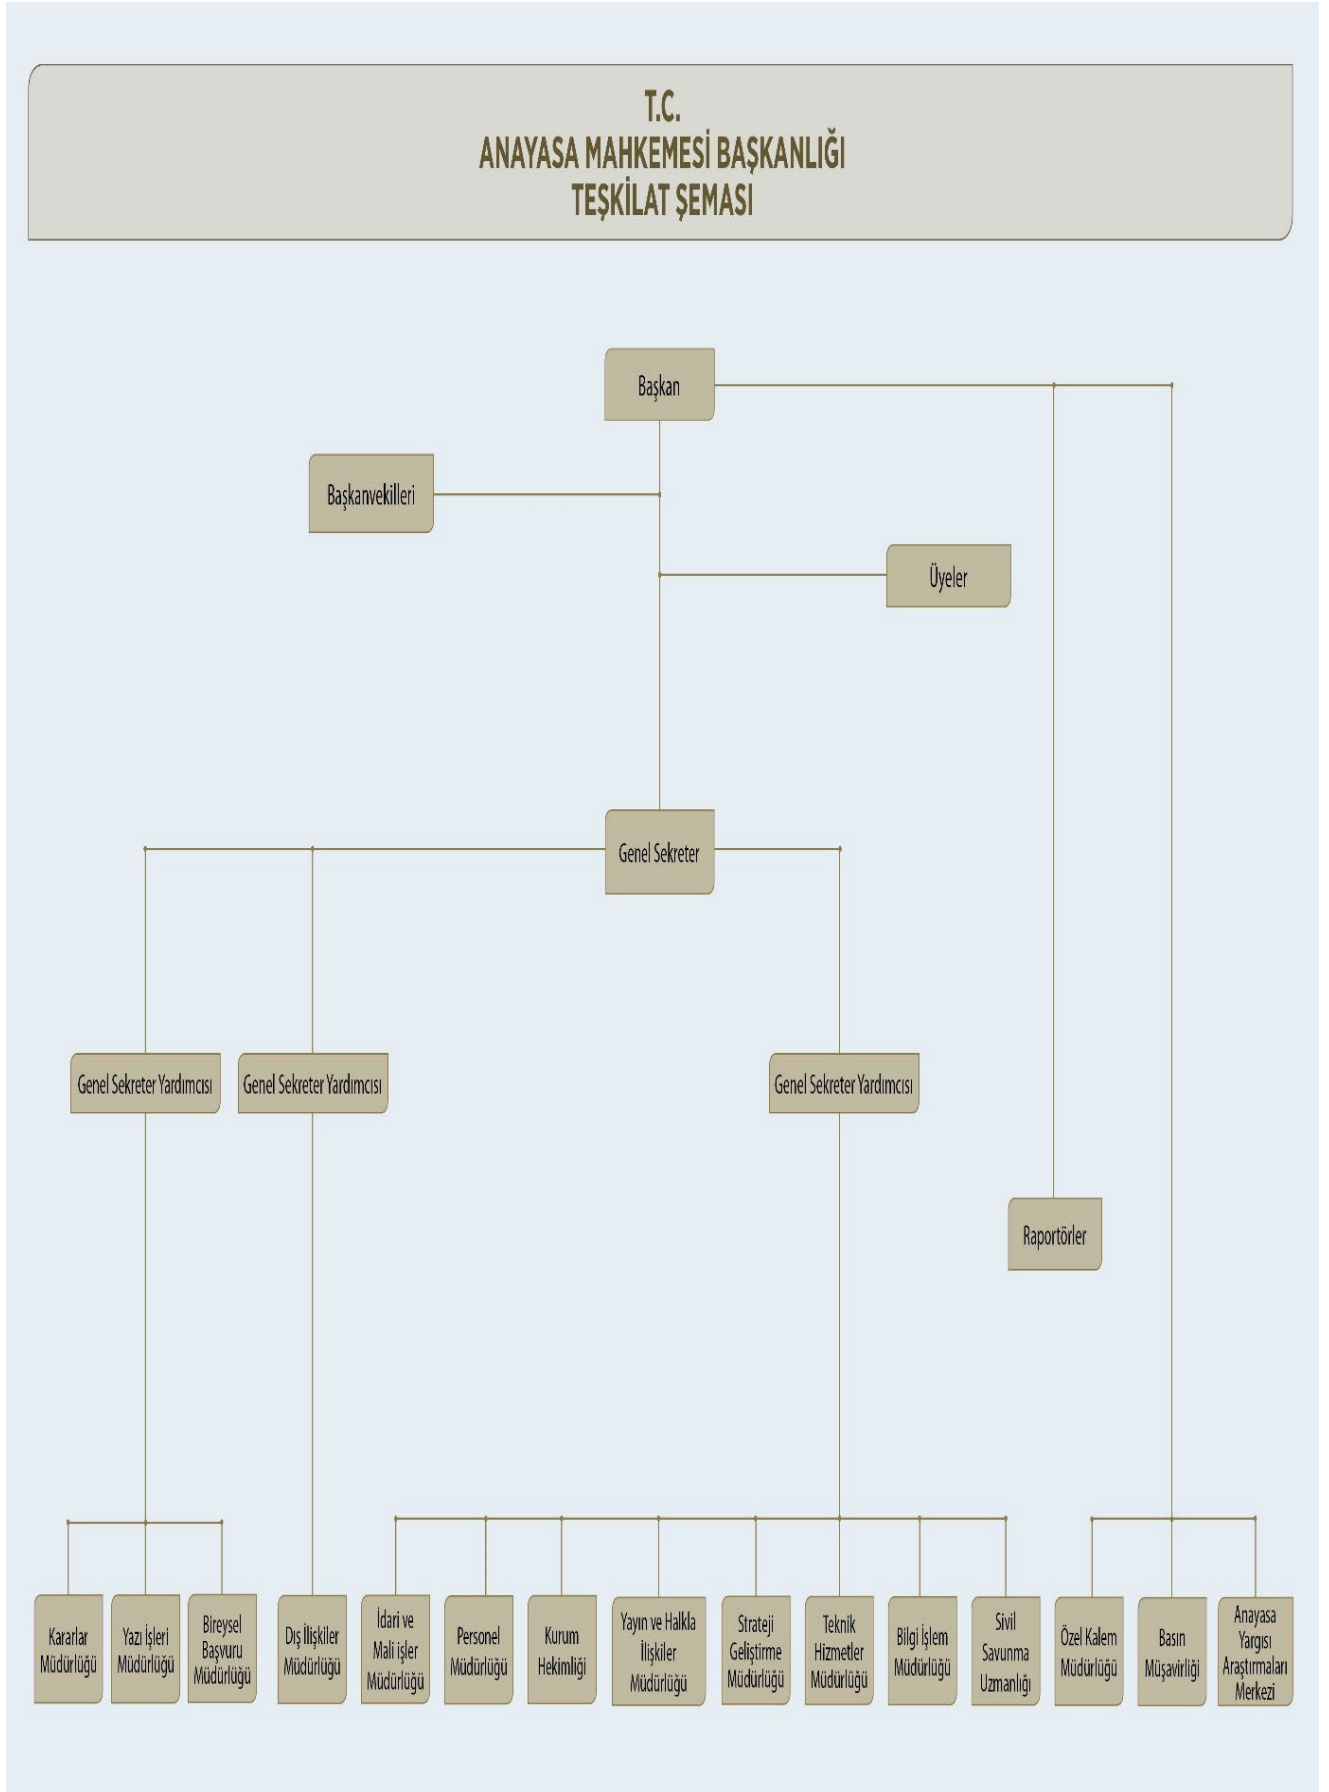 T.C.
ANAYASA MAHKEMESİ BAŞKANLIĞI
TEŞKİLAT ŞEMASI
Başkan
Başkanvekilleri
Üyeler
Genel Sekreter
Genel Sekreter Yardımcısı
Genel Sekreter Yardımcısı
Genel Sekreter Yardımcısı
Raportörler
Kararlar
Müdürlüğü
Yazı İşleri
Müdürlüğü
Bireysel
Başvuru
Müdürlüğü
Dış İlişkiler
Müdürlüğü
İdari ve
Mali işler
Müdürlüğü
Personel
Müdürlüğü
Kurum
Hekimliği
Yayın ve Halkla
İlişkiler
Müdürlüğü
Strateji
Geliştirme
Müdürlüğü
Teknik
Hizmetler
Müdürlüğü
Bilgi İşlem
Müdürlüğü
Sivil
Savunma
Uzmanlığı
Özel Kalem
Müdürlüğü
Basın
Müşavirliği
Anayasa
Yargısı
Araştırmaları
Merkezi